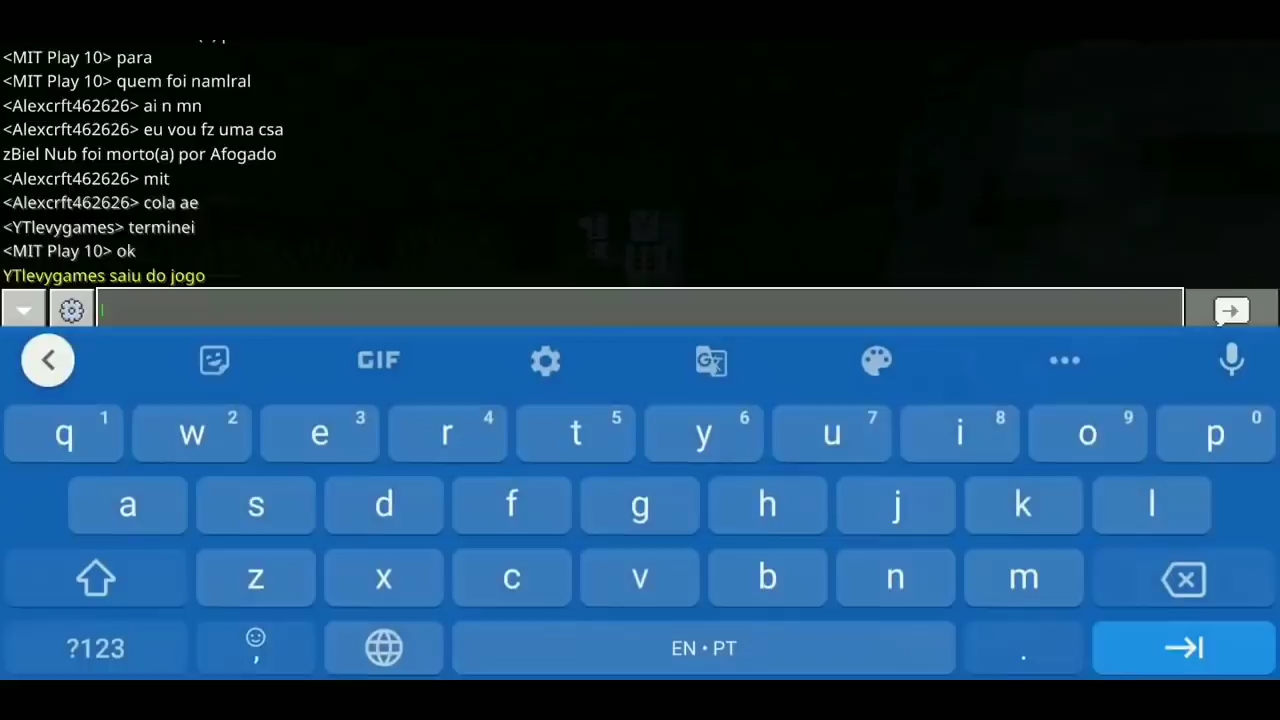 <MIT Play 10> para
<MIT Play 10> quem foi namlral
<Alexcrft462626> ai n mn
<Alexcrft462626> eu vou fz uma csa
zBiel Nub foi morto(a) por Afogado
<Alexcrft462626> mit
<Alexcrft462626> cola ae
<YTlevygames> terminei
<MIT Play 10> ok
YTlevygames saiu do jogo
GIF
q 1 w 2 e 3 r 4 t 5 y 6 u 7 i 8 o 9 p 0
a s d f g h j k l
z x c v b n m
?123 , EN • PT .